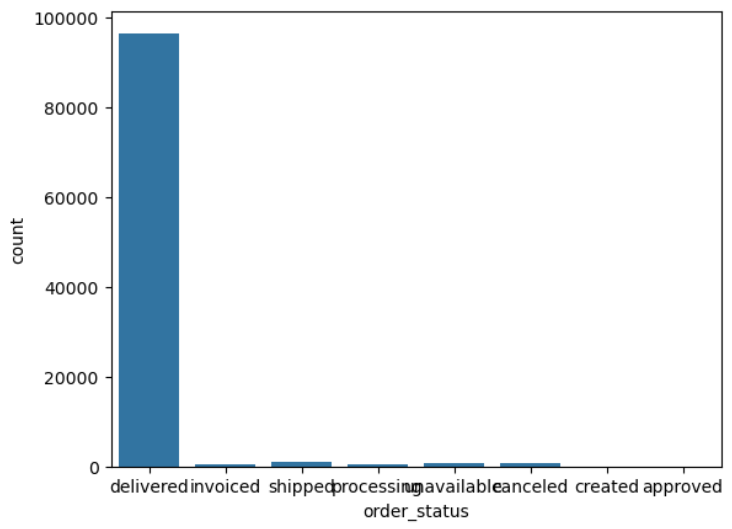 100000
80000
60000
40000
20000
0
count
delivered invoiced shipped processing unavailable canceled created approved
order_status